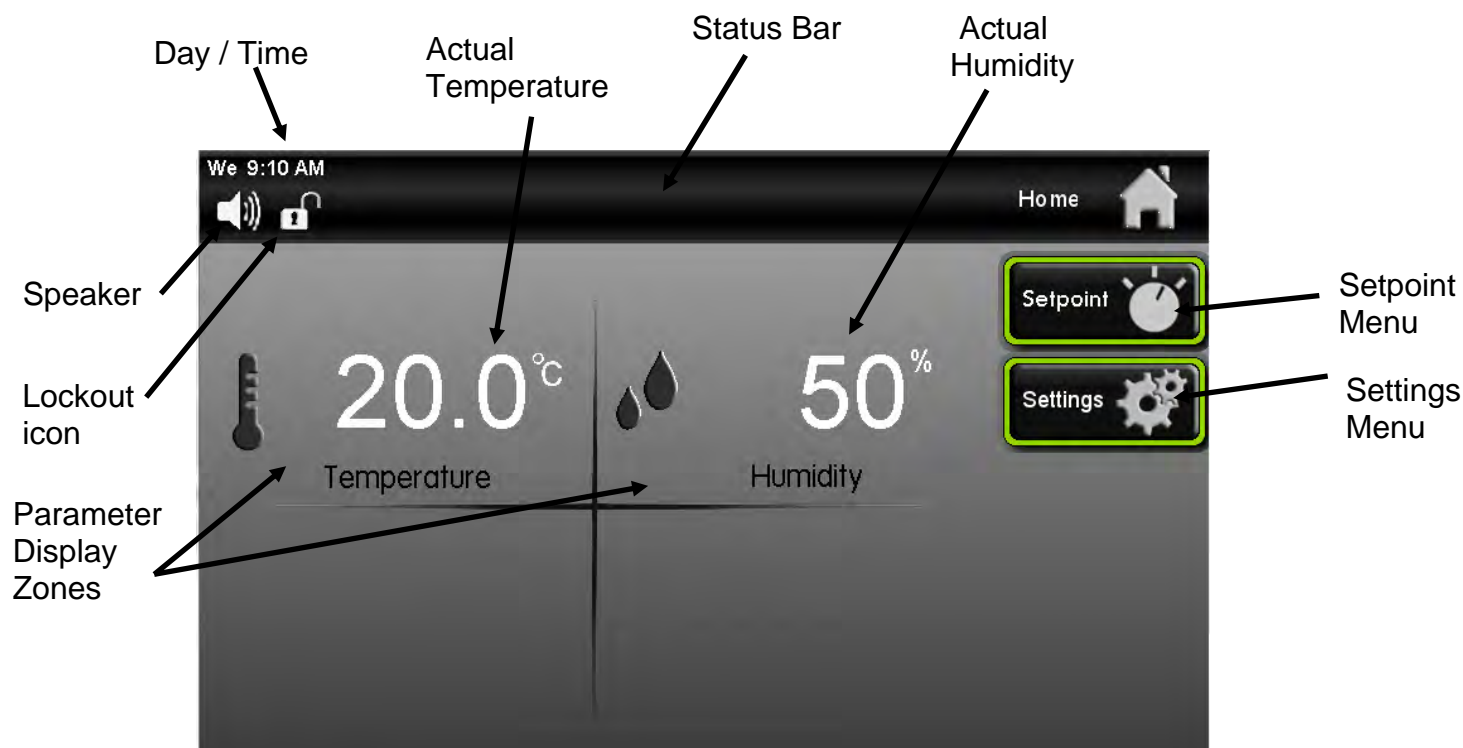 Day / Time
Actual
Temperature
Status Bar
Actual
Humidity
We 9:10 AM
Home
Speaker
Setpoint
Setpoint
Menu
20.0°C
50%
Lockout
icon
Settings
Settings
Menu
Temperature
Humidity
Parameter
Display
Zones